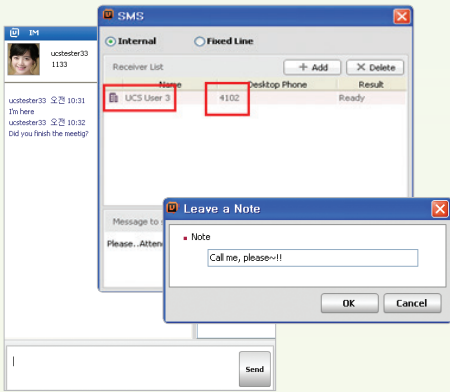 IM
ucstester33
1133
ucstester33 오전 10:31
I'm here
ucstester33 오전 10:32
Did you finish the meetig?
Send
SMS
Internal
Fixed Line
Receiver List
Add
Delete
Name
Desktop Phone
Result
UCS User 3
4102
Ready
Message to
Please..Atten
Leave a Note
Note
Call me, please~!!
OK
Cancel